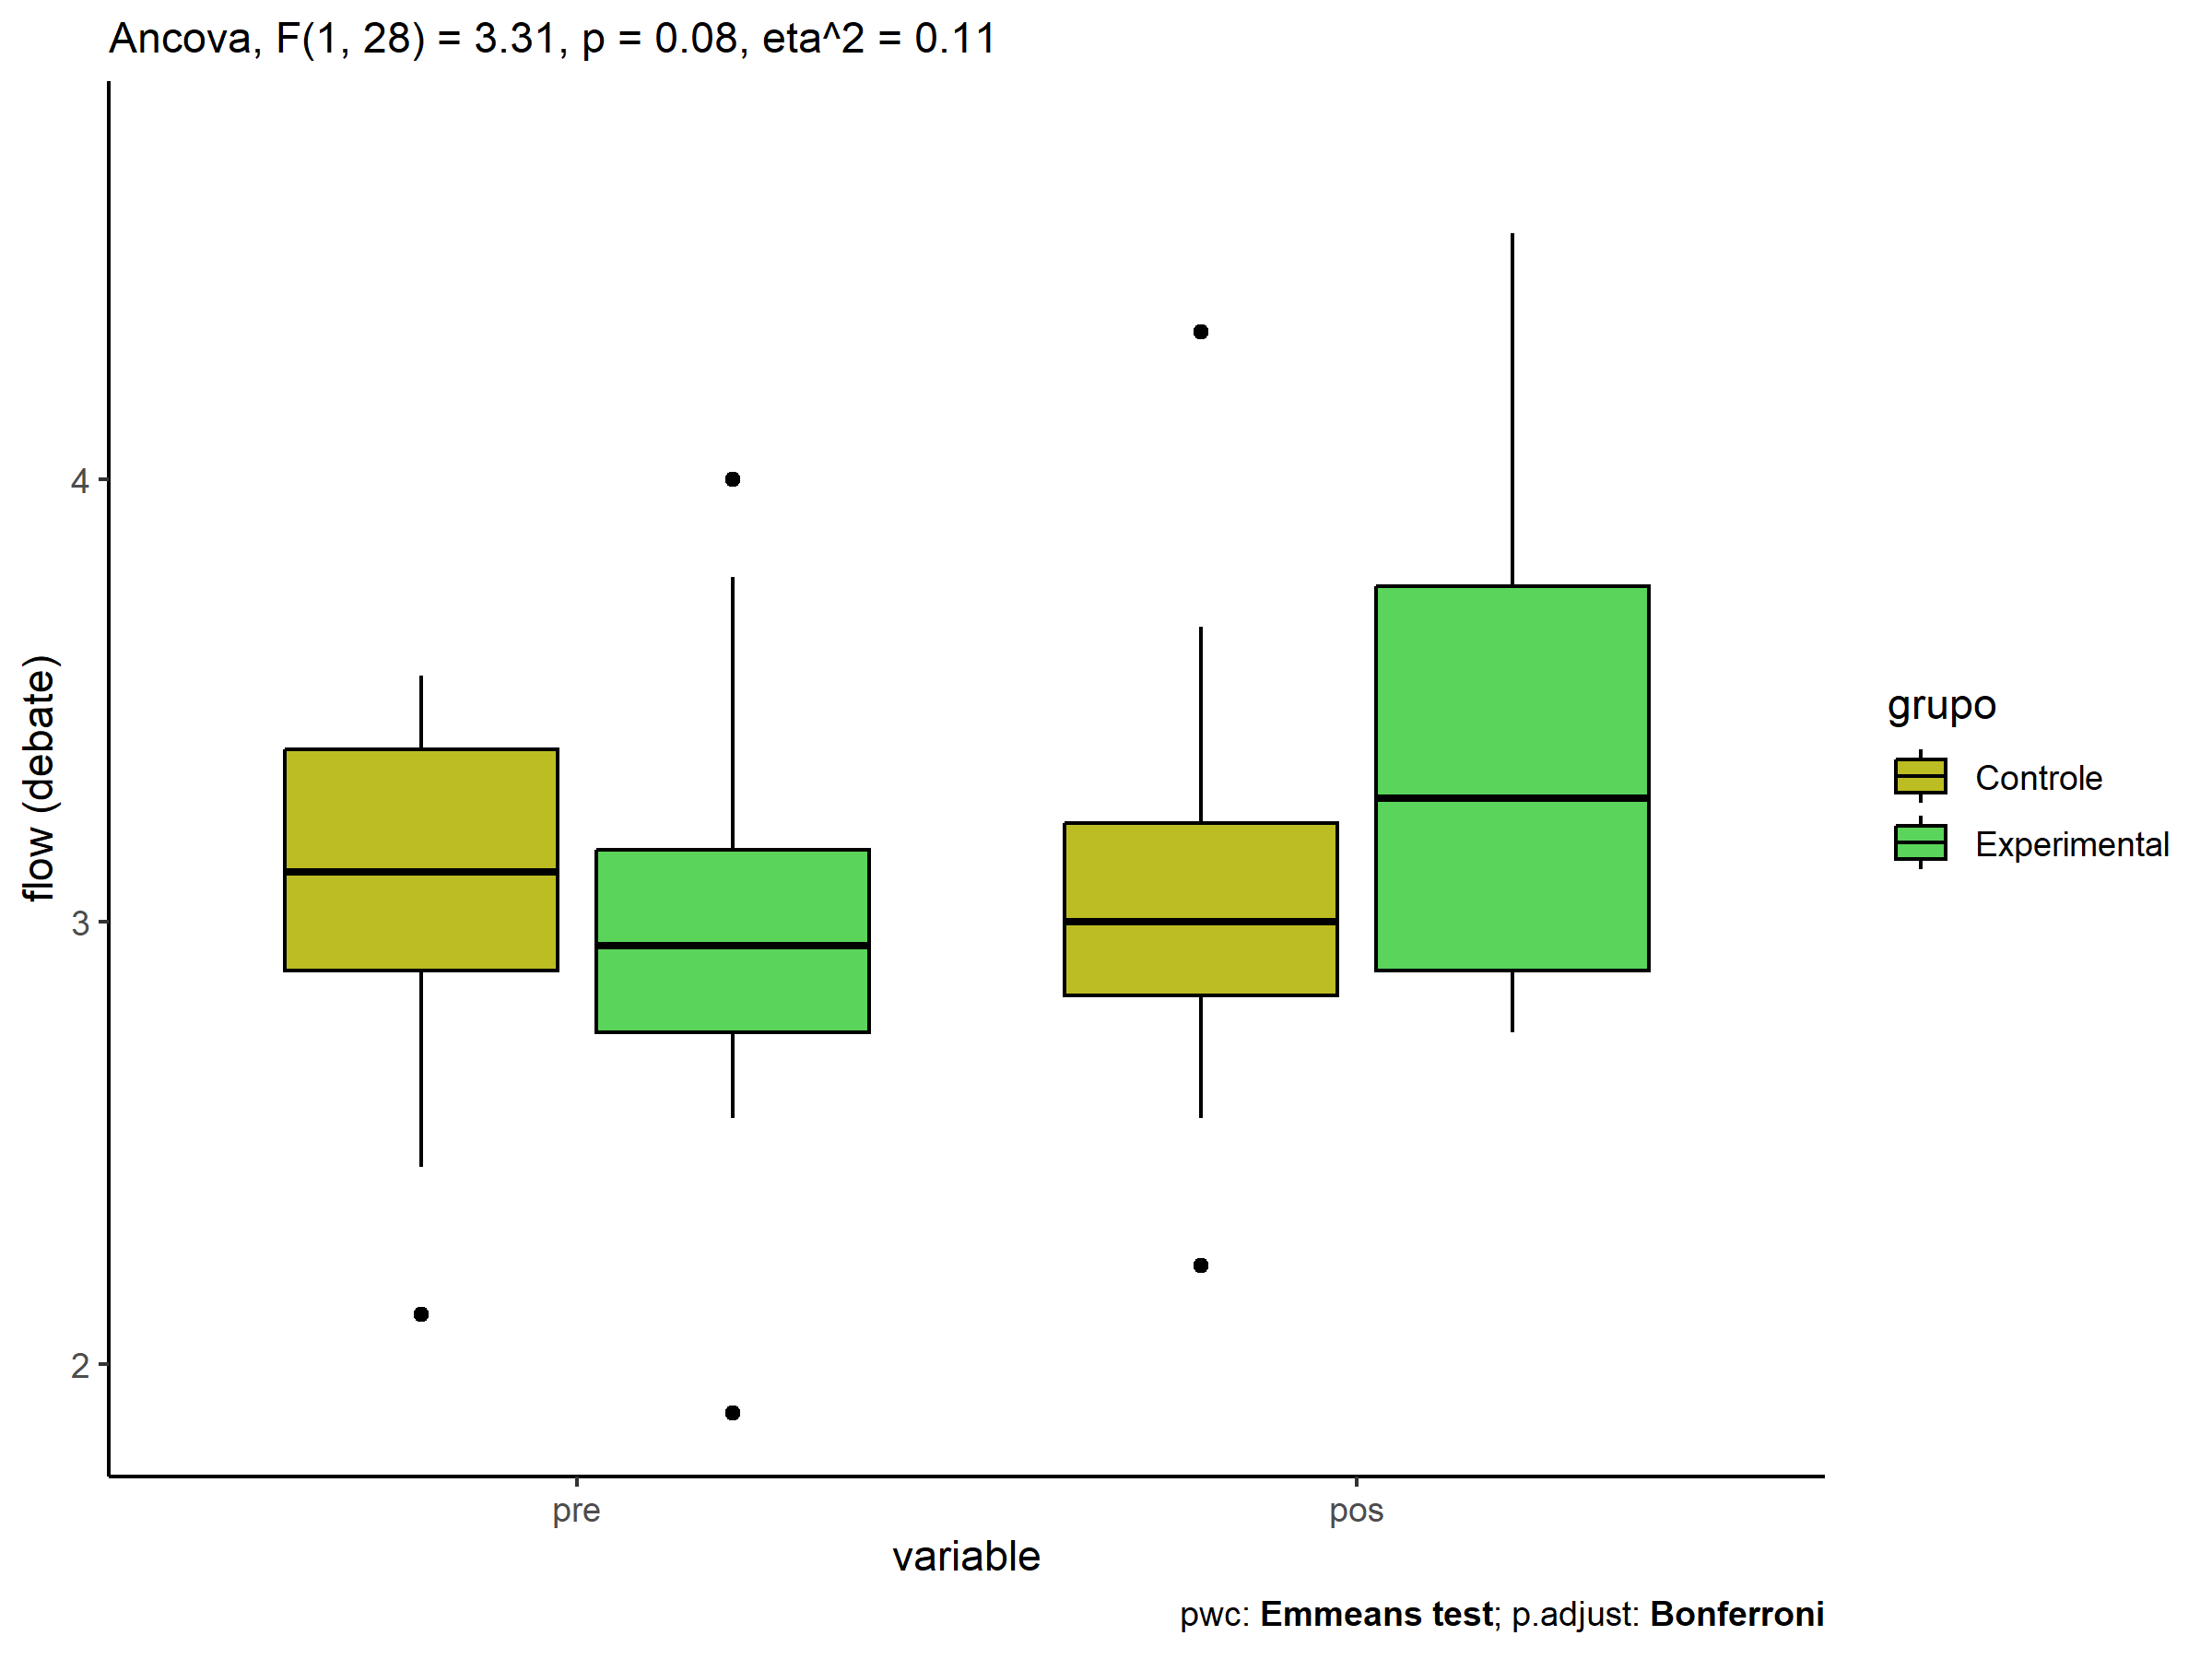 Ancova, F(1, 28) = 3.31, p = 0.08, eta^2 = 0.11
flow (debate)
4
3
2
pre
pos
variable
grupo
Controle
Experimental
pwc: Emmeans test; p.adjust: Bonferroni